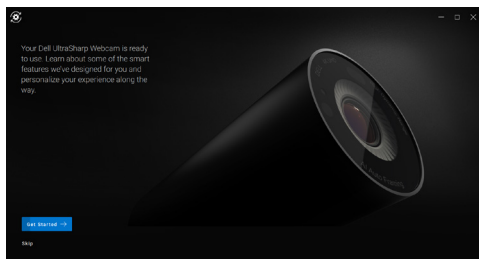 Your Dell UltraSharp Webcam is ready
to use. Learn about some of the smart
features we've designed for you and
personalize your experience along the
way.
Get Started →
Skip